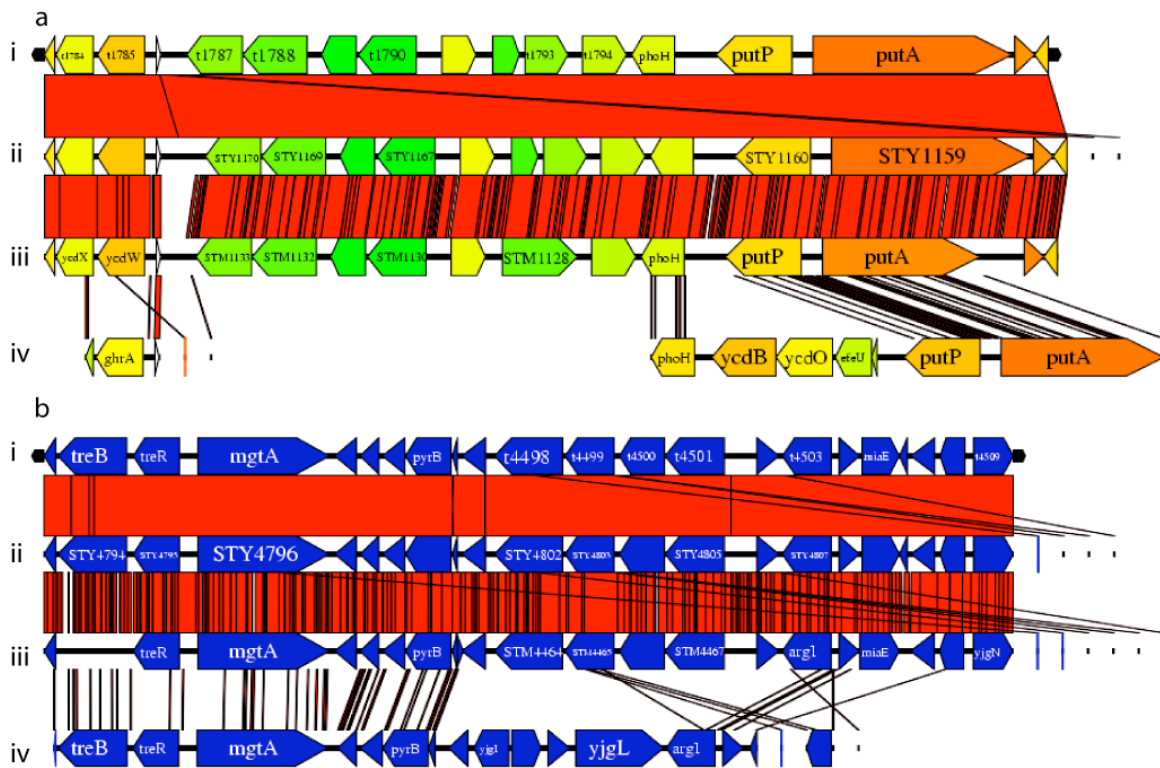 a
i t1784 t1785 t1787 t1788 t1790 t1793 t1794 phoH putP putA
ii STY1170 STY1169 STY1167 STY1160 STY1159
iii ycdX ycdW STM1133 STM1132 STM1130 STM1128 phoH putP putA
iv ghrA phoH ycdB ycdO efeU putP putA
b
i treB treR mgtA pyrB t4498 t4499 t4500 t4501 t4503 miaE t4509
ii STY4794 STY4795 STY4796 STY4802 STY4803 STY4805 STY4807
iii treR mgtA pyrB STM4464 STM4465 STM4467 argI miaE yjgN
iv treB treR mgtA pyrB yjgI yjgL argI